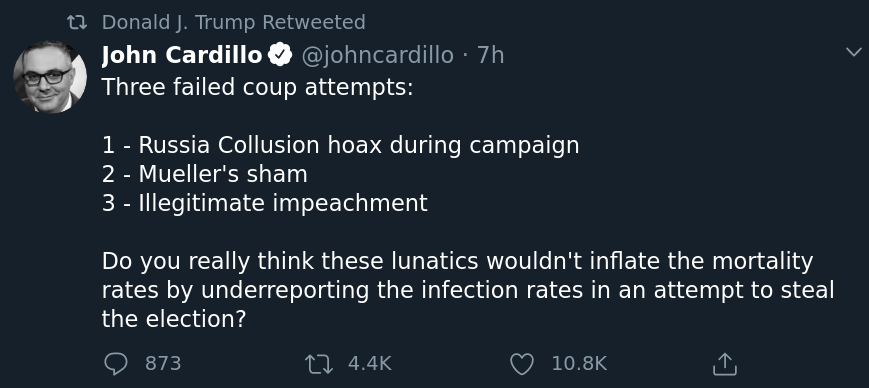 Donald J. Trump Retweeted
John Cardillo @johncardillo · 7h
Three failed coup attempts:
1 - Russia Collusion hoax during campaign
2 - Mueller's sham
3 - Illegitimate impeachment
Do you really think these lunatics wouldn't inflate the mortality
rates by underreporting the infection rates in an attempt to steal
the election?
873 4.4K 10.8K